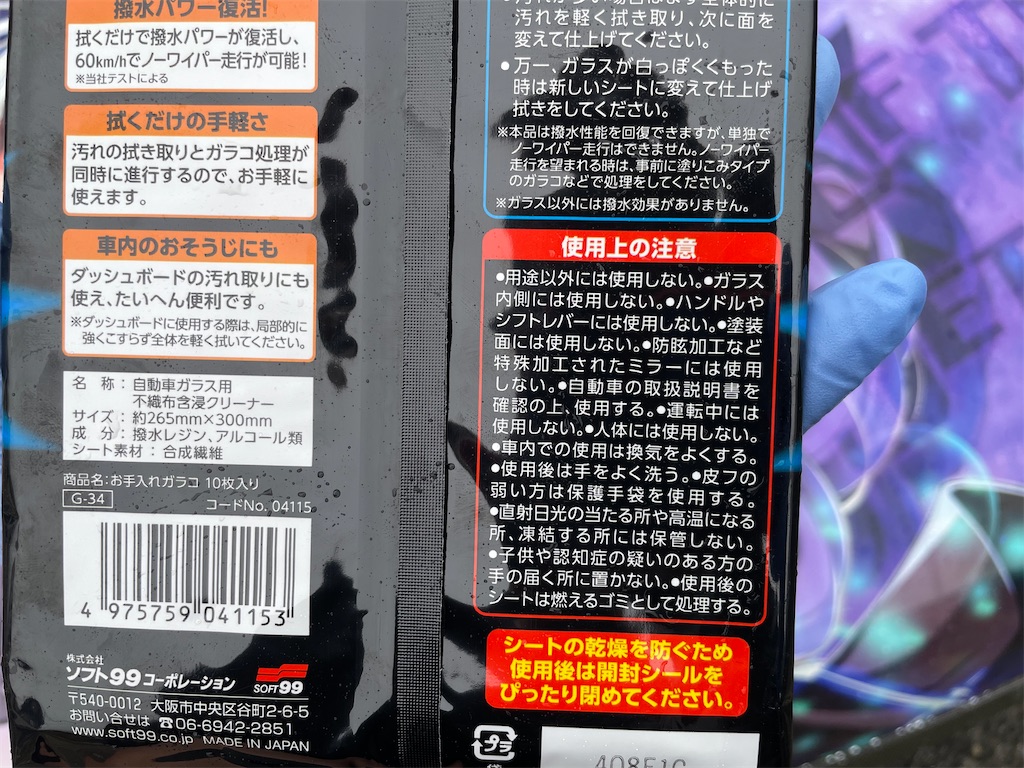 撥水パワー復活!
拭くだけで撥水パワーが復活し、
60km/hでノーワイパー走行が可能!
※当社テストによる
拭くだけの手軽さ
汚れの拭き取りとガラコ処理が
同時に進行するので、お手軽に
使えます。
車内のおそうじにも
ダッシュボードの汚れ取りにも
使え、たいへん便利です。
※ダッシュボードに使用する際は、局部的に
強くこすらず全体を軽く拭いてください。
名 称：自動車ガラス用
不織布含浸クリーナー
サイズ：約265mm×300mm
成 分：撥水レジン、アルコール類
シート素材：合成繊維
商品名：お手入れガラコ 10枚入り
G-34 コードNo. 04115
4 975759 041153
株式会社
ソフト99コーポレーション SOFT99
〒540-0012 大阪市中央区谷町2-6-5
お問い合せは ☎06-6942-2851
www.soft99.co.jp MADE IN JAPAN
汚れを軽く拭き取り、次に面を
変えて仕上げてください。
●万一、ガラスが白っぽくくもった
時は新しいシートに変えて仕上げ
拭きをしてください。
※本品は撥水性能を回復できますが、単独で
ノーワイパー走行はできません。ノーワイパー
走行を望まれる時は、事前に塗りこみタイプ
のガラコなどで処理をしてください。
※ガラス以外には撥水効果がありません。
使用上の注意
●用途以外には使用しない。●ガラス
内側には使用しない。●ハンドルや
シフトレバーには使用しない。●塗装
面には使用しない。●防眩加工など
特殊加工されたミラーには使用
しない。●自動車の取扱説明書を
確認の上、使用する。●運転中には
使用しない。●人体には使用しない。
●車内での使用は換気をよくする。
●使用後は手をよく洗う。●皮フの
弱い方は保護手袋を使用する。
●直射日光の当たる所や高温になる
所、凍結する所には保管しない。
●子供や認知症の疑いのある方の
手の届く所に置かない。●使用後の
シートは燃えるゴミとして処理する。
シートの乾燥を防ぐため
使用後は開封シールを
ぴったり閉めてください。
プラ